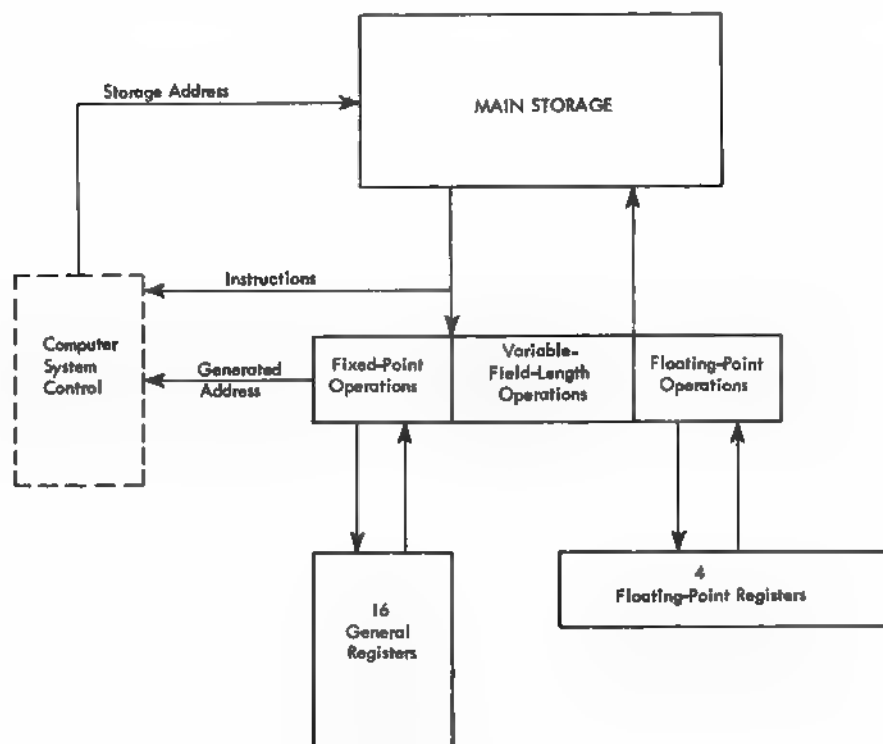 Storage Address
MAIN STORAGE
Instructions
Computer
System
Control
Generated
Address
Fixed-Point
Operations
Variable-
Field-Length
Operations
Floating-Point
Operations
16
General
Registers
4
Floating-Point Registers